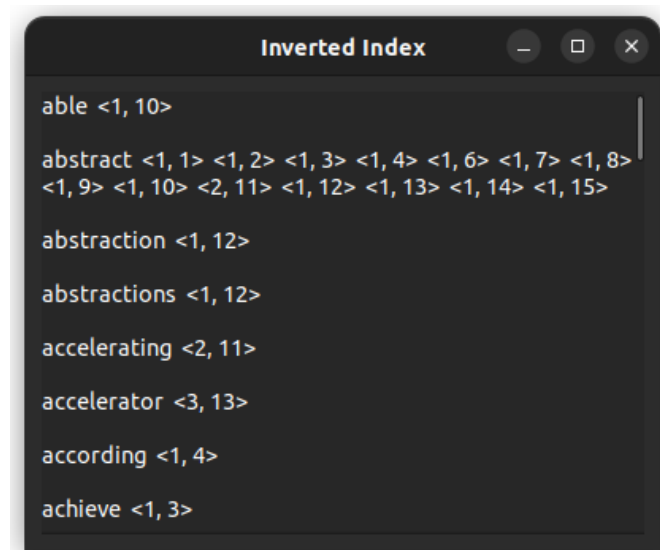 Inverted Index
able <1, 10>
abstract <1, 1> <1, 2> <1, 3> <1, 4> <1, 6> <1, 7> <1, 8>
<1, 9> <1, 10> <2, 11> <1, 12> <1, 13> <1, 14> <1, 15>
abstraction <1, 12>
abstractions <1, 12>
accelerating <2, 11>
accelerator <3, 13>
according <1, 4>
achieve <1, 3>